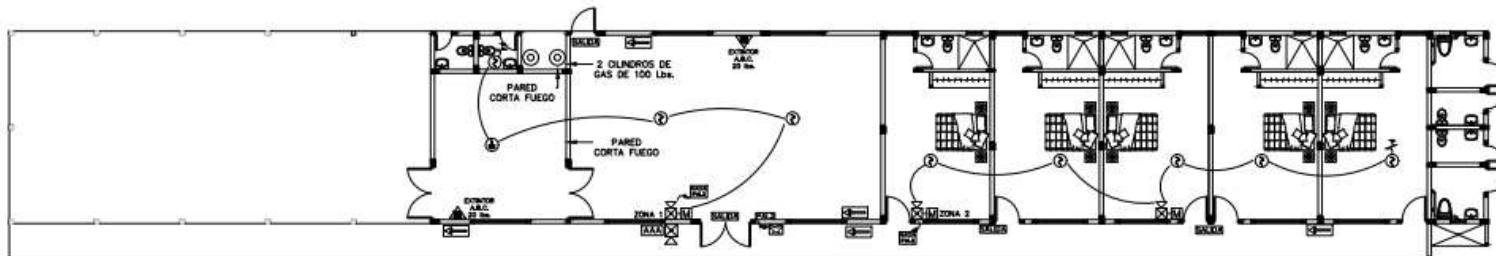 SALIDA
EXTINTOR
A.B.C.
20 lbs.
2 CILINDROS DE
GAS DE 100 Lbs.
PARED
CORTA FUEGO
PARED
CORTA FUEGO
EXTINTOR
A.B.C.
20 lbs.
ZONA 1
M
AAA
SALIDA
M
ZONA 2
SALIDA
M
SALIDA